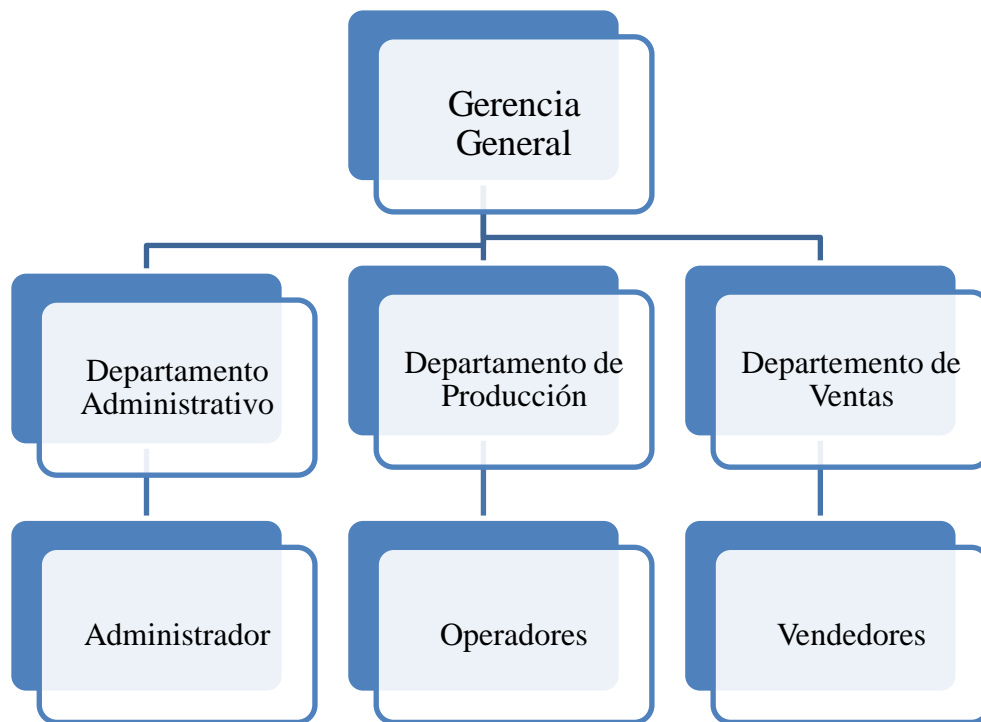 Gerencia
General
Departamento
Administrativo
Departamento de
Producción
Departemento de
Ventas
Administrador
Operadores
Vendedores